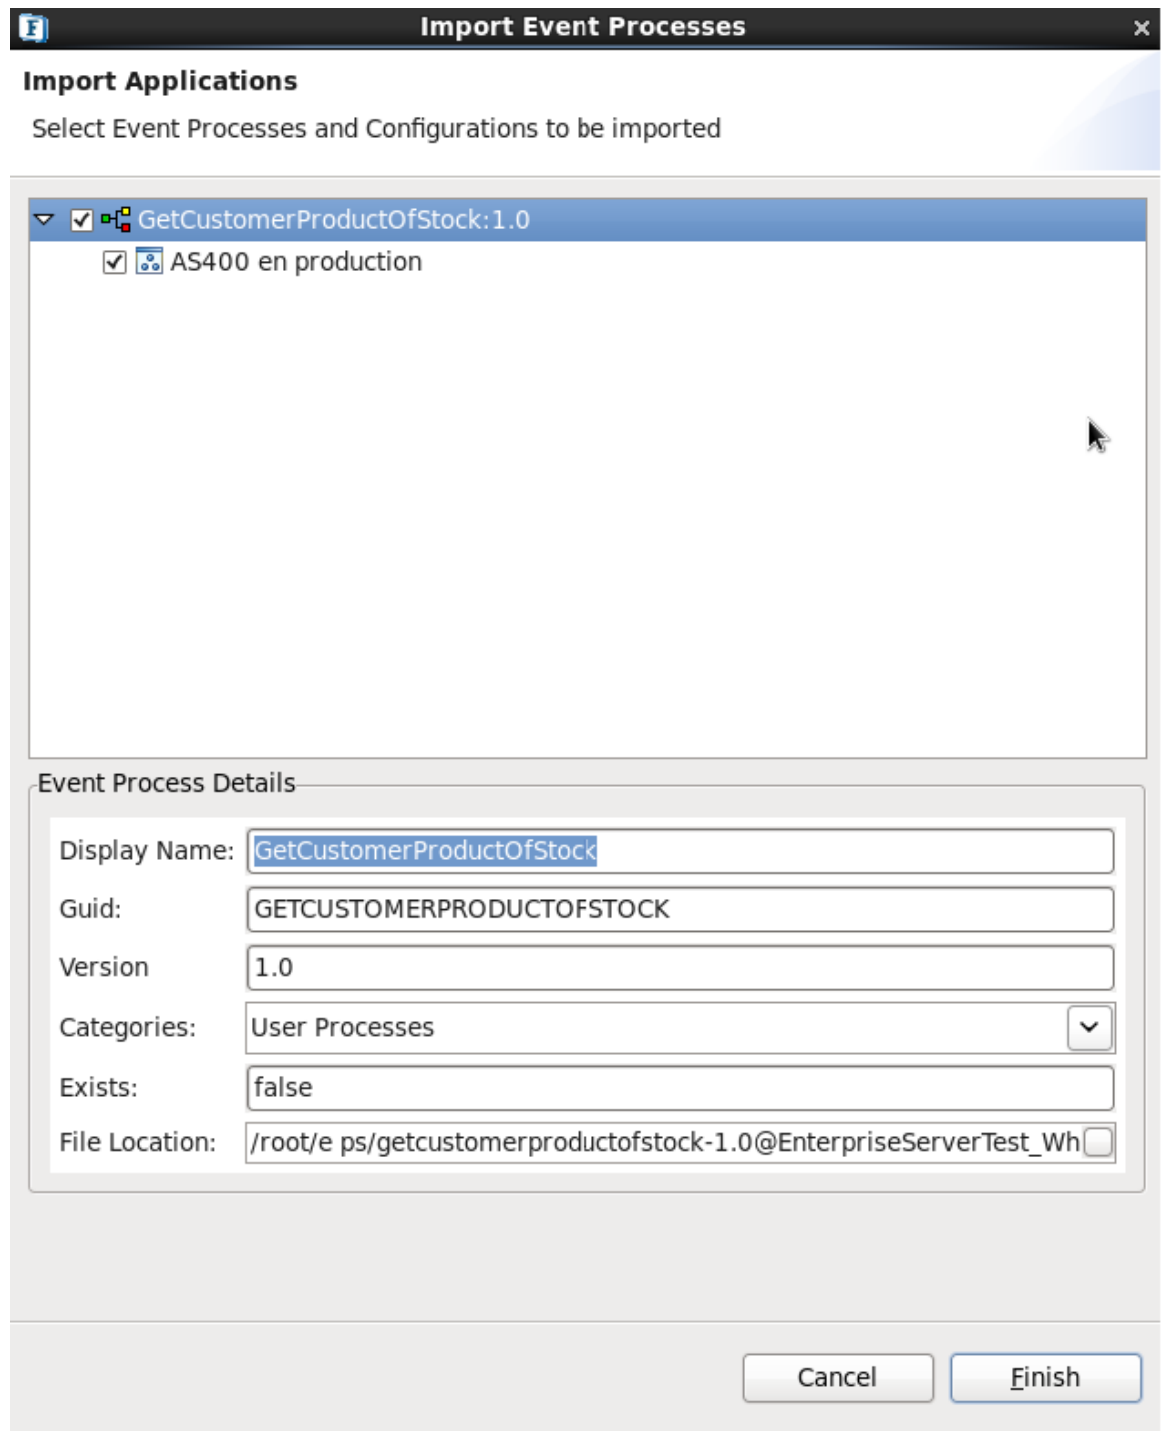 Import Event Processes
Import Applications
Select Event Processes and Configurations to be imported
GetCustomerProductOfStock:1.0
AS400 en production
Event Process Details
Display Name: GetCustomerProductOfStock
Guid: GETCUSTOMERPRODUCTOFSTOCK
Version 1.0
Categories: User Processes
Exists: false
File Location: /root/e ps/getcustomerproductofstock-1.0@EnterpriseServerTest_Wh
Cancel Finish